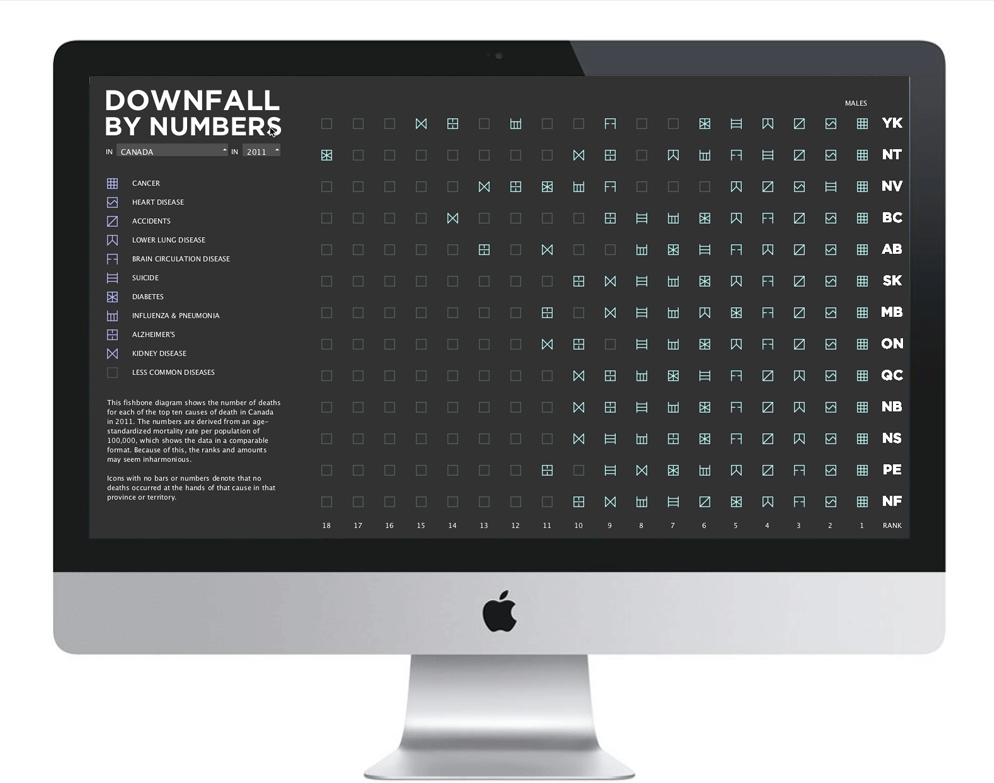 DOWNFALL
BY NUMBERS
IN CANADA IN 2011
CANCER
HEART DISEASE
ACCIDENTS
LOWER LUNG DISEASE
BRAIN CIRCULATION DISEASE
SUICIDE
DIABETES
INFLUENZA & PNEUMONIA
ALZHEIMER'S
KIDNEY DISEASE
LESS COMMON DISEASES
This fishbone diagram shows the number of deaths
for each of the top ten causes of death in Canada
in 2011. The numbers are derived from an age-
standardized mortality rate per population of
100,000, which shows the data in a comparable
format. Because of this, the ranks and amounts
may seem inharmonious.
Icons with no bars or numbers denote that no
deaths occurred at the hands of that cause in that
province or territory.
MALES
YK
NT
NV
BC
AB
SK
MB
ON
QC
NB
NS
PE
NF
18 17 16 15 14 13 12 11 10 9 8 7 6 5 4 3 2 1 RANK